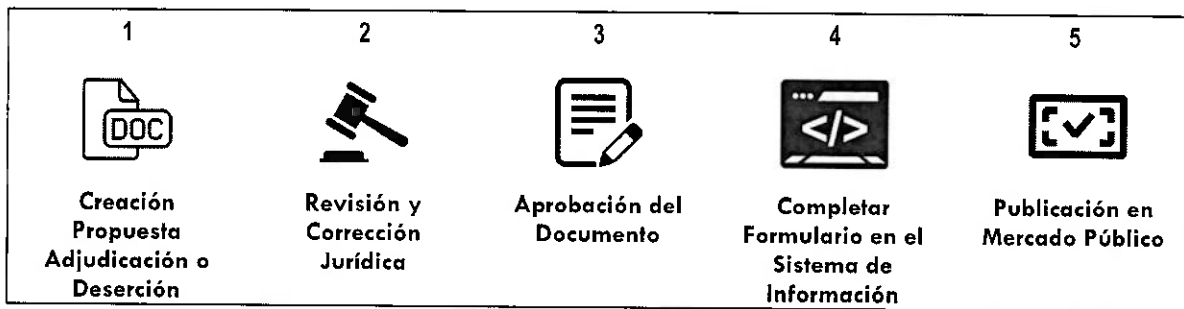 1
DOC
Creación
Propuesta
Adjudicación o
Deserción
2
Revisión y
Corrección
Jurídica
3
Aprobación del
Documento
4
</>
Completar
Formulario en el
Sistema de
Información
5
Publicación en
Mercado Público